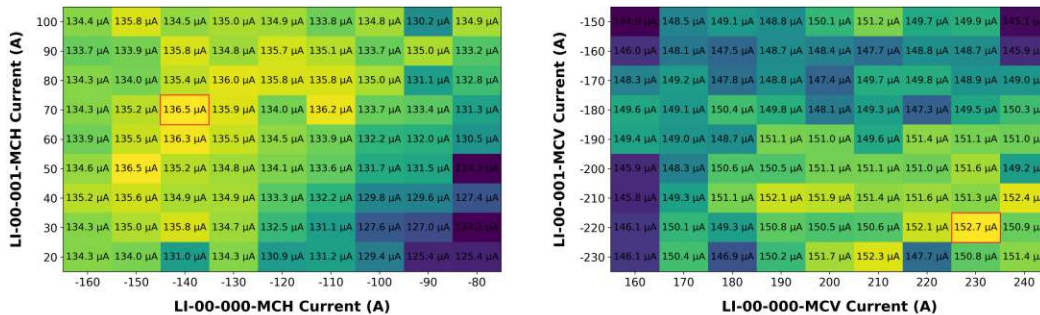 LI-00-001-MCH Current (A)
100 134.4 μA 135.8 μA 134.5 μA 135.0 μA 134.9 μA 133.8 μA 134.8 μA 130.2 μA 134.9 μA
90 133.7 μA 133.9 μA 135.8 μA 134.8 μA 135.7 μA 135.1 μA 133.7 μA 135.0 μA 133.2 μA
80 134.3 μA 134.0 μA 135.4 μA 136.0 μA 135.8 μA 135.8 μA 135.0 μA 131.1 μA 132.8 μA
70 134.3 μA 135.2 μA 136.5 μA 135.9 μA 134.0 μA 136.2 μA 133.7 μA 133.4 μA 131.3 μA
60 133.9 μA 135.5 μA 136.3 μA 135.5 μA 134.5 μA 133.9 μA 132.2 μA 132.0 μA 130.5 μA
50 134.6 μA 136.5 μA 135.2 μA 134.8 μA 134.1 μA 133.6 μA 131.7 μA 131.5 μA
40 135.2 μA 135.6 μA 134.9 μA 134.9 μA 133.3 μA 132.2 μA 129.8 μA 129.6 μA 127.4 μA
30 134.3 μA 135.0 μA 135.8 μA 134.7 μA 132.5 μA 131.1 μA 127.6 μA 127.0 μA
20 134.3 μA 134.0 μA 131.0 μA 134.3 μA 130.9 μA 131.2 μA 129.4 μA 125.4 μA 125.4 μA
-160 -150 -140 -130 -120 -110 -100 -90 -80
LI-00-000-MCH Current (A)
LI-00-001-MCV Current (A)
-150 148.5 μA 149.1 μA 148.8 μA 150.1 μA 151.2 μA 149.7 μA 149.9 μA 145.1 μA
-160 146.0 μA 148.1 μA 147.5 μA 148.7 μA 148.4 μA 147.7 μA 148.8 μA 148.7 μA 145.9 μA
-170 148.3 μA 149.2 μA 147.8 μA 148.8 μA 147.4 μA 149.7 μA 149.8 μA 148.9 μA 149.0 μA
-180 149.6 μA 149.1 μA 150.4 μA 149.8 μA 148.1 μA 149.3 μA 147.3 μA 149.5 μA 150.3 μA
-190 149.4 μA 149.0 μA 148.7 μA 151.1 μA 151.0 μA 149.6 μA 151.4 μA 151.1 μA 151.0 μA
-200 145.9 μA 148.3 μA 150.6 μA 150.5 μA 151.1 μA 151.1 μA 151.0 μA 151.6 μA 149.2 μA
-210 145.8 μA 149.3 μA 151.1 μA 152.1 μA 151.9 μA 151.4 μA 151.6 μA 151.3 μA 152.4 μA
-220 146.1 μA 150.1 μA 149.3 μA 150.8 μA 150.5 μA 150.6 μA 152.1 μA 152.7 μA 150.9 μA
-230 146.1 μA 150.4 μA 146.9 μA 150.2 μA 151.7 μA 152.3 μA 147.7 μA 150.8 μA 151.4 μA
160 170 180 190 200 210 220 230 240
LI-00-000-MCV Current (A)